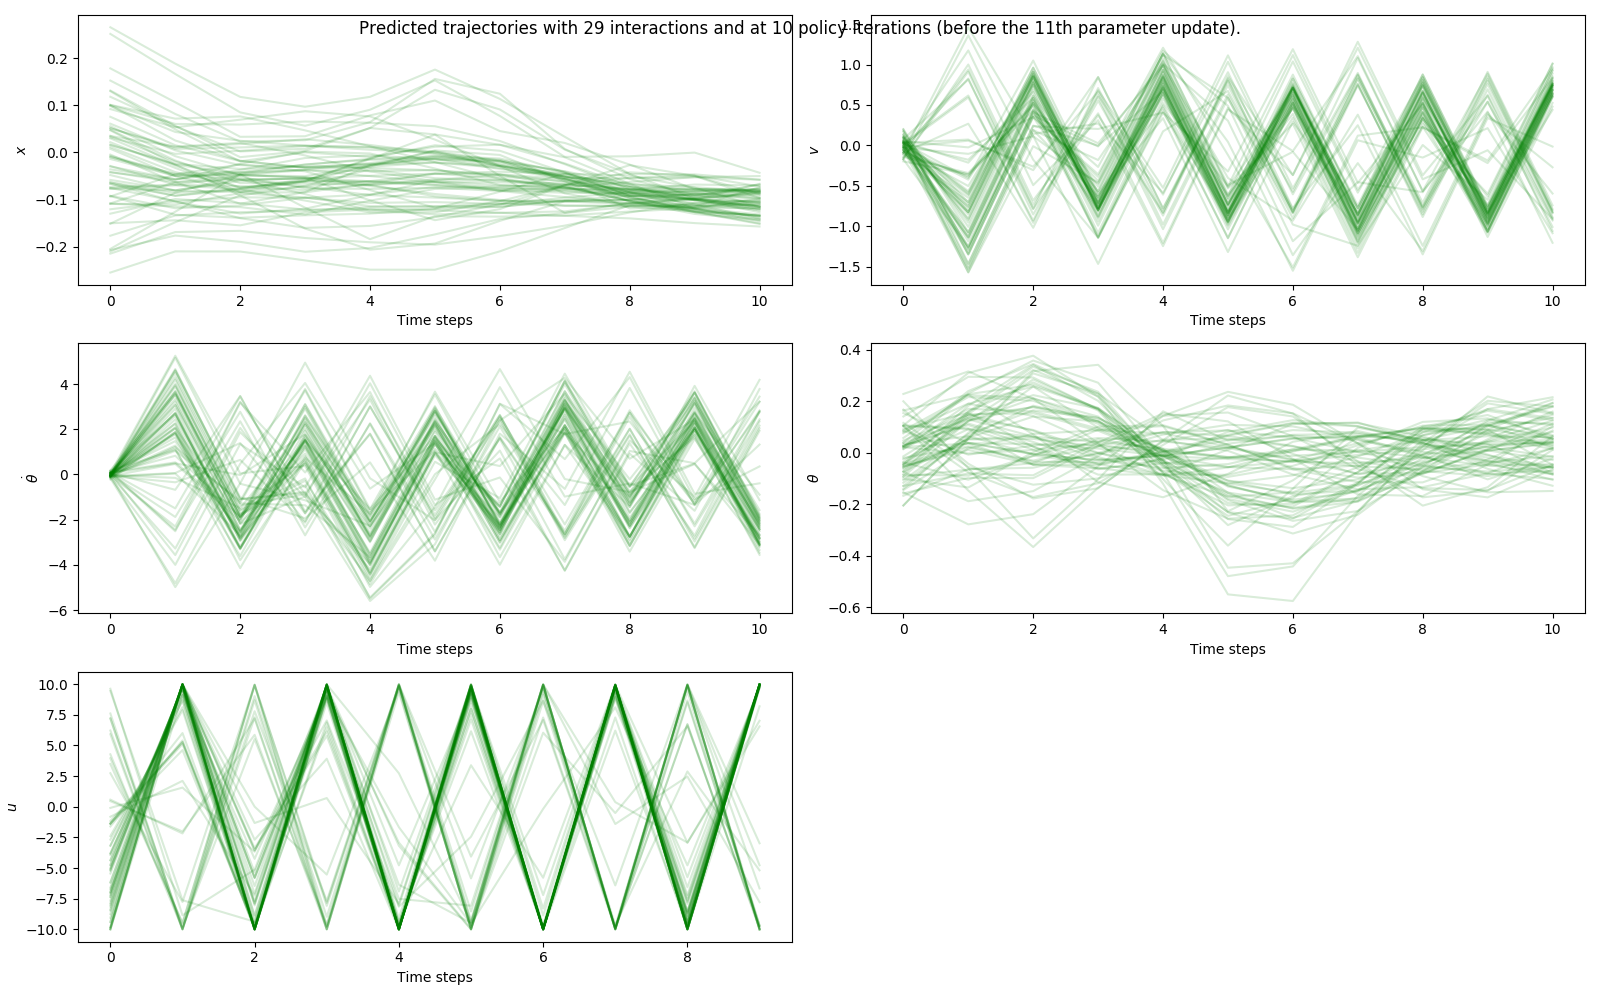 Predicted trajectories with 29 interactions and at 10 policy iterations (before the 11th parameter update).
0.2
0.1
0.0
−0.1
−0.2
x
0 2 4 6 8 10
Time steps
1.5
1.0
0.5
0.0
−0.5
−1.0
−1.5
v
0 2 4 6 8 10
Time steps
4
2
0
−2
−4
−6
θ̇
0 2 4 6 8 10
Time steps
0.4
0.2
0.0
−0.2
−0.4
−0.6
θ
0 2 4 6 8 10
Time steps
10.0
7.5
5.0
2.5
0.0
−2.5
−5.0
−7.5
−10.0
u
0 2 4 6 8
Time steps